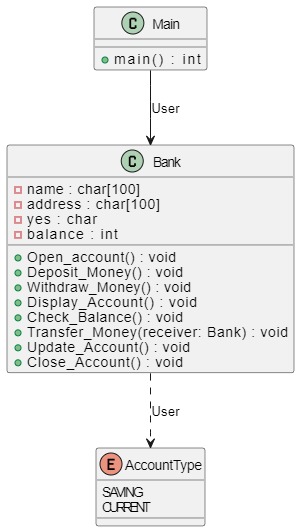 C Main
main() : int
User
C Bank
name : char[100]
address : char[100]
yes : char
balance : int
Open_account() : void
Deposit_Money() : void
Withdraw_Money() : void
Display_Account() : void
Check_Balance() : void
Transfer_Money(receiver: Bank) : void
Update_Account() : void
Close_Account() : void
User
E AccountType
SAVING
CURRENT